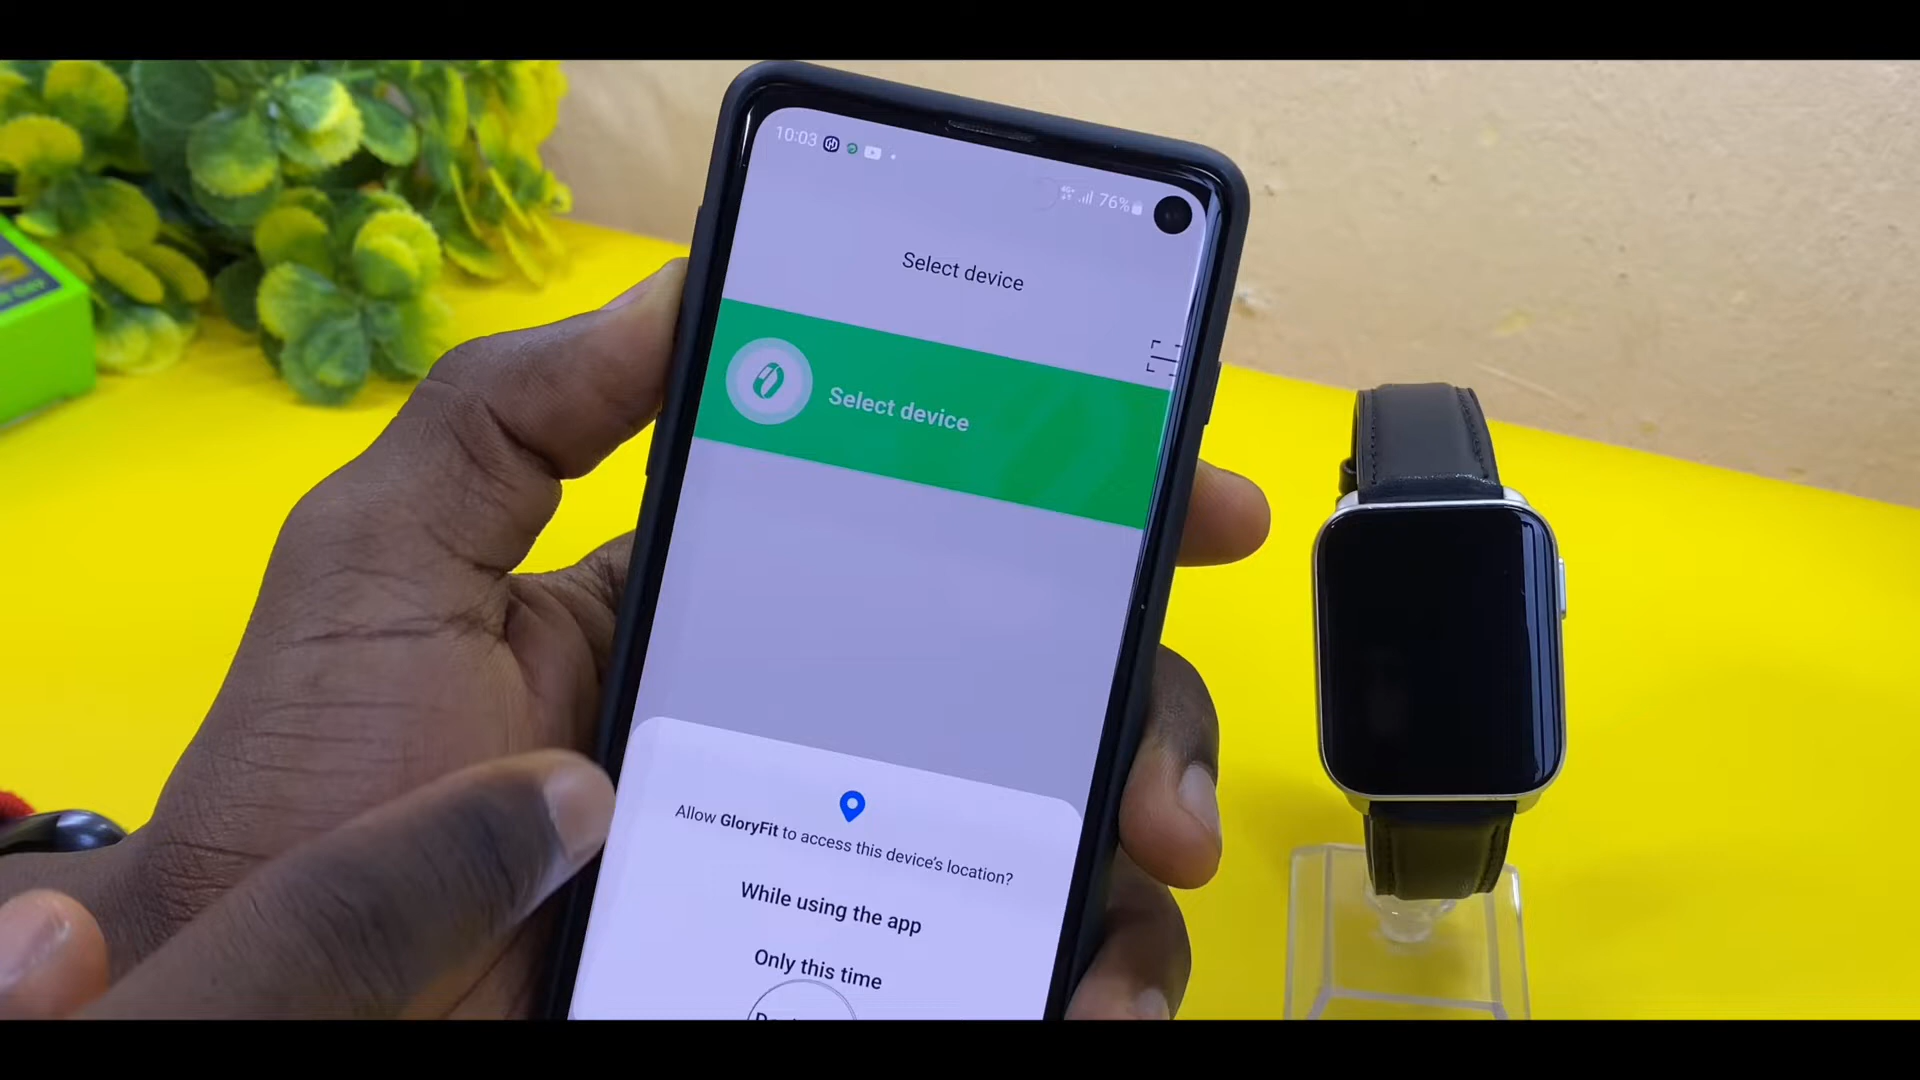 10:03
76%
Select device
Select device
Allow GloryFit to access this device's location?
While using the app
Only this time